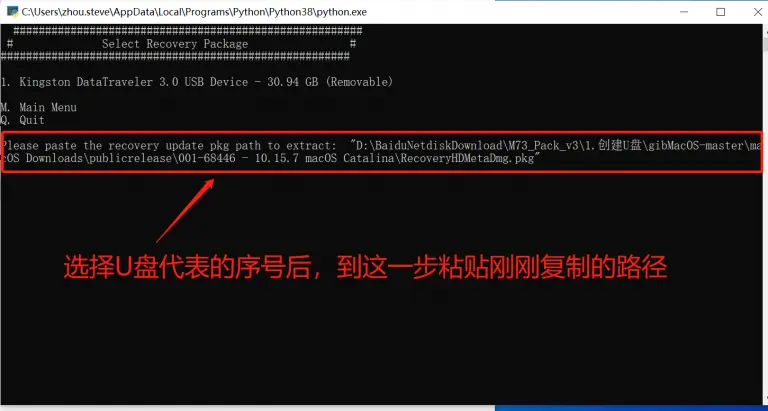 C:\Users\zhou.steve\AppData\Local\Programs\Python\Python38\python.exe
######################################################
# Select Recovery Package #
######################################################
1. Kingston DataTraveler 3.0 USB Device - 30.94 GB (Removable)
M. Main Menu
Q. Quit
Please paste the recovery update pkg path to extract: "D:\BaiduNetdiskDownload\M73_Pack_v3\1.创建U盘\gibMacOS-master\ma
cOS Downloads\publicrelease\001-68446 - 10.15.7 macOS Catalina\RecoveryHDMetaDmg.pkg"
选择U盘代表的序号后，到这一步粘贴刚刚复制的路径